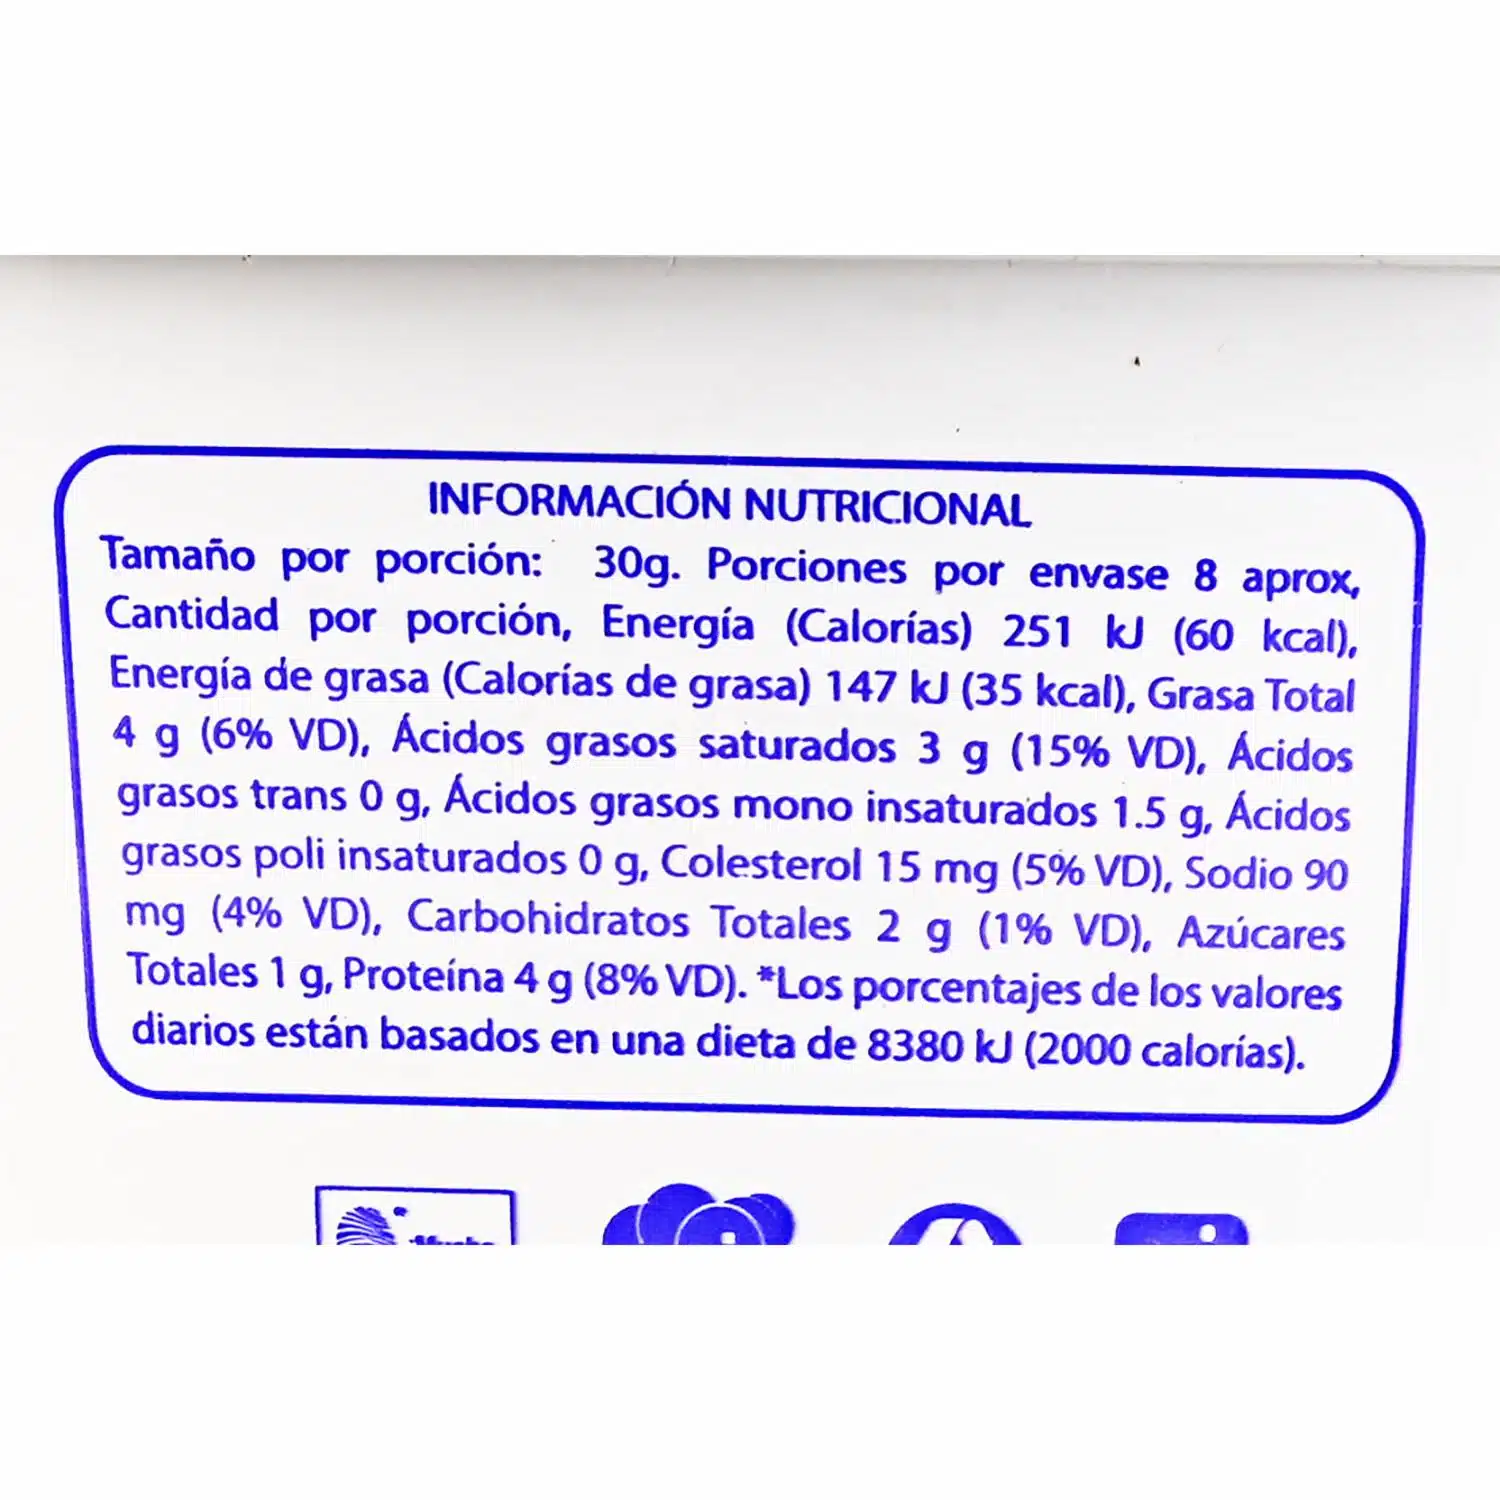 INFORMACIÓN NUTRICIONAL
Tamaño por porción: 30g. Porciones por envase 8 aprox,
Cantidad por porción, Energía (Calorías) 251 kJ (60 kcal),
Energía de grasa (Calorías de grasa) 147 kJ (35 kcal), Grasa Total
4 g (6% VD), Ácidos grasos saturados 3 g (15% VD), Ácidos
grasos trans 0 g, Ácidos grasos mono insaturados 1.5 g, Ácidos
grasos poli insaturados 0 g, Colesterol 15 mg (5% VD), Sodio 90
mg (4% VD), Carbohidratos Totales 2 g (1% VD), Azúcares
Totales 1 g, Proteína 4 g (8% VD). *Los porcentajes de los valores
diarios están basados en una dieta de 8380 kJ (2000 calorías).